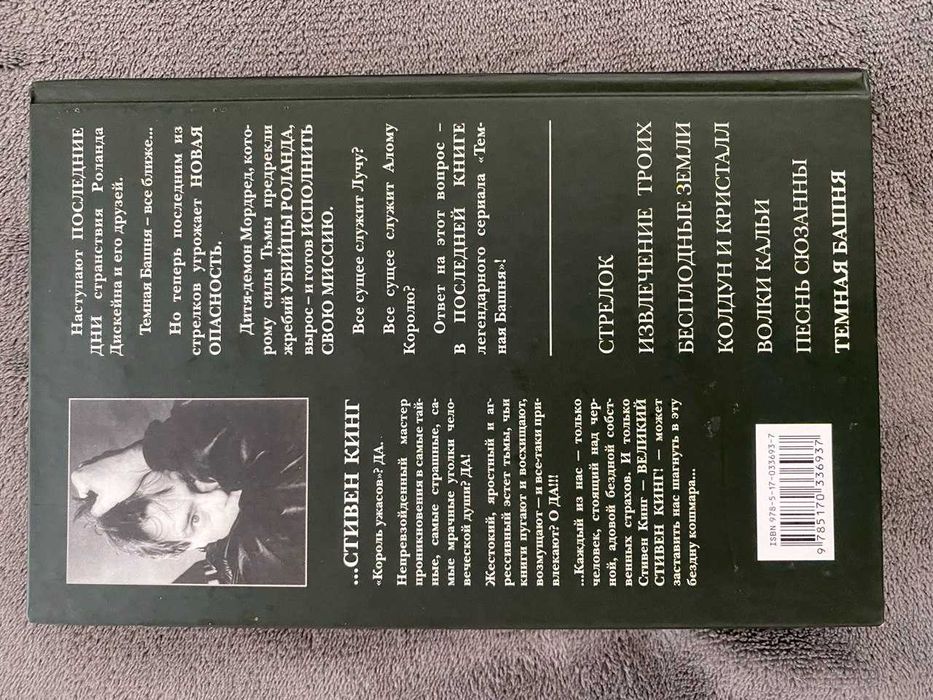 ...СТИВЕН КИНГ
«Король ужасов»? ДА.
Непревзойденный мастер
проникновения в самые тай-
ные, самые страшные, са-
мые мрачные уголки чело-
веческой души? ДА!
Жестокий, яростный и аг-
рессивный эстет тьмы, чьи
книги пугают и восхищают,
возмущают – и все-таки при-
влекают? О ДА!!!
...Каждый из нас – только
человек, стоящий над чер-
ной, адовой бездной собст-
венных страхов. И только
Стивен Кинг – ВЕЛИКИЙ
СТИВЕН КИНГ! – может
заставить нас шагнуть в эту
бездну кошмара...
ISBN 978-5-17-033693-7
9 785170 336937
Наступают ПОСЛЕДНИЕ
ДНИ странствия Роланда
Дискейна и его друзей.
Темная Башня – все ближе...
Но теперь последним из
стрелков угрожает НОВАЯ
ОПАСНОСТЬ.
Дитя-демон Мордред, кото-
рому силы Тьмы предрекли
жребий УБИЙЦЫ РОЛАНДА,
вырос – и готов ИСПОЛНИТЬ
СВОЮ МИССИЮ.
Все сущее служит Лучу?
Все сущее служит Алому
Королю?
Ответ на этот вопрос –
В ПОСЛЕДНЕЙ КНИГЕ
легендарного сериала «Тем-
ная Башня»!
СТРЕЛОК
ИЗВЛЕЧЕНИЕ ТРОИХ
БЕСПЛОДНЫЕ ЗЕМЛИ
КОЛДУН И КРИСТАЛЛ
ВОЛКИ КАЛЬИ
ПЕСНЬ СЮЗАННЫ
ТЕМНАЯ БАШНЯ